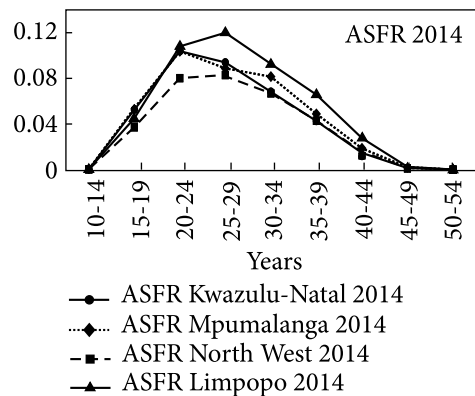 ASFR 2014
0.12
0.08
0.04
0
10-14 15-19 20-24 25-29 30-34 35-39 40-44 45-49 50-54
Years
ASFR Kwazulu-Natal 2014
ASFR Mpumalanga 2014
ASFR North West 2014
ASFR Limpopo 2014